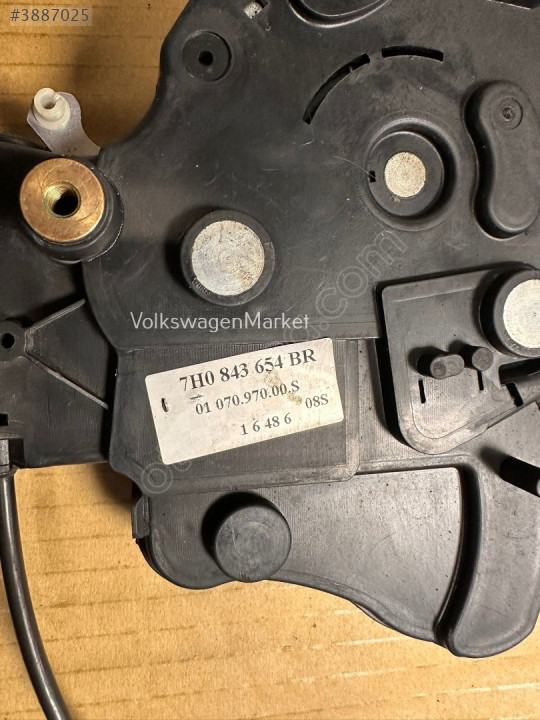 #3887025
VolkswagenMarket
7H0 843 654 BR
01 070.970.00.S
1 6 48 6 08S